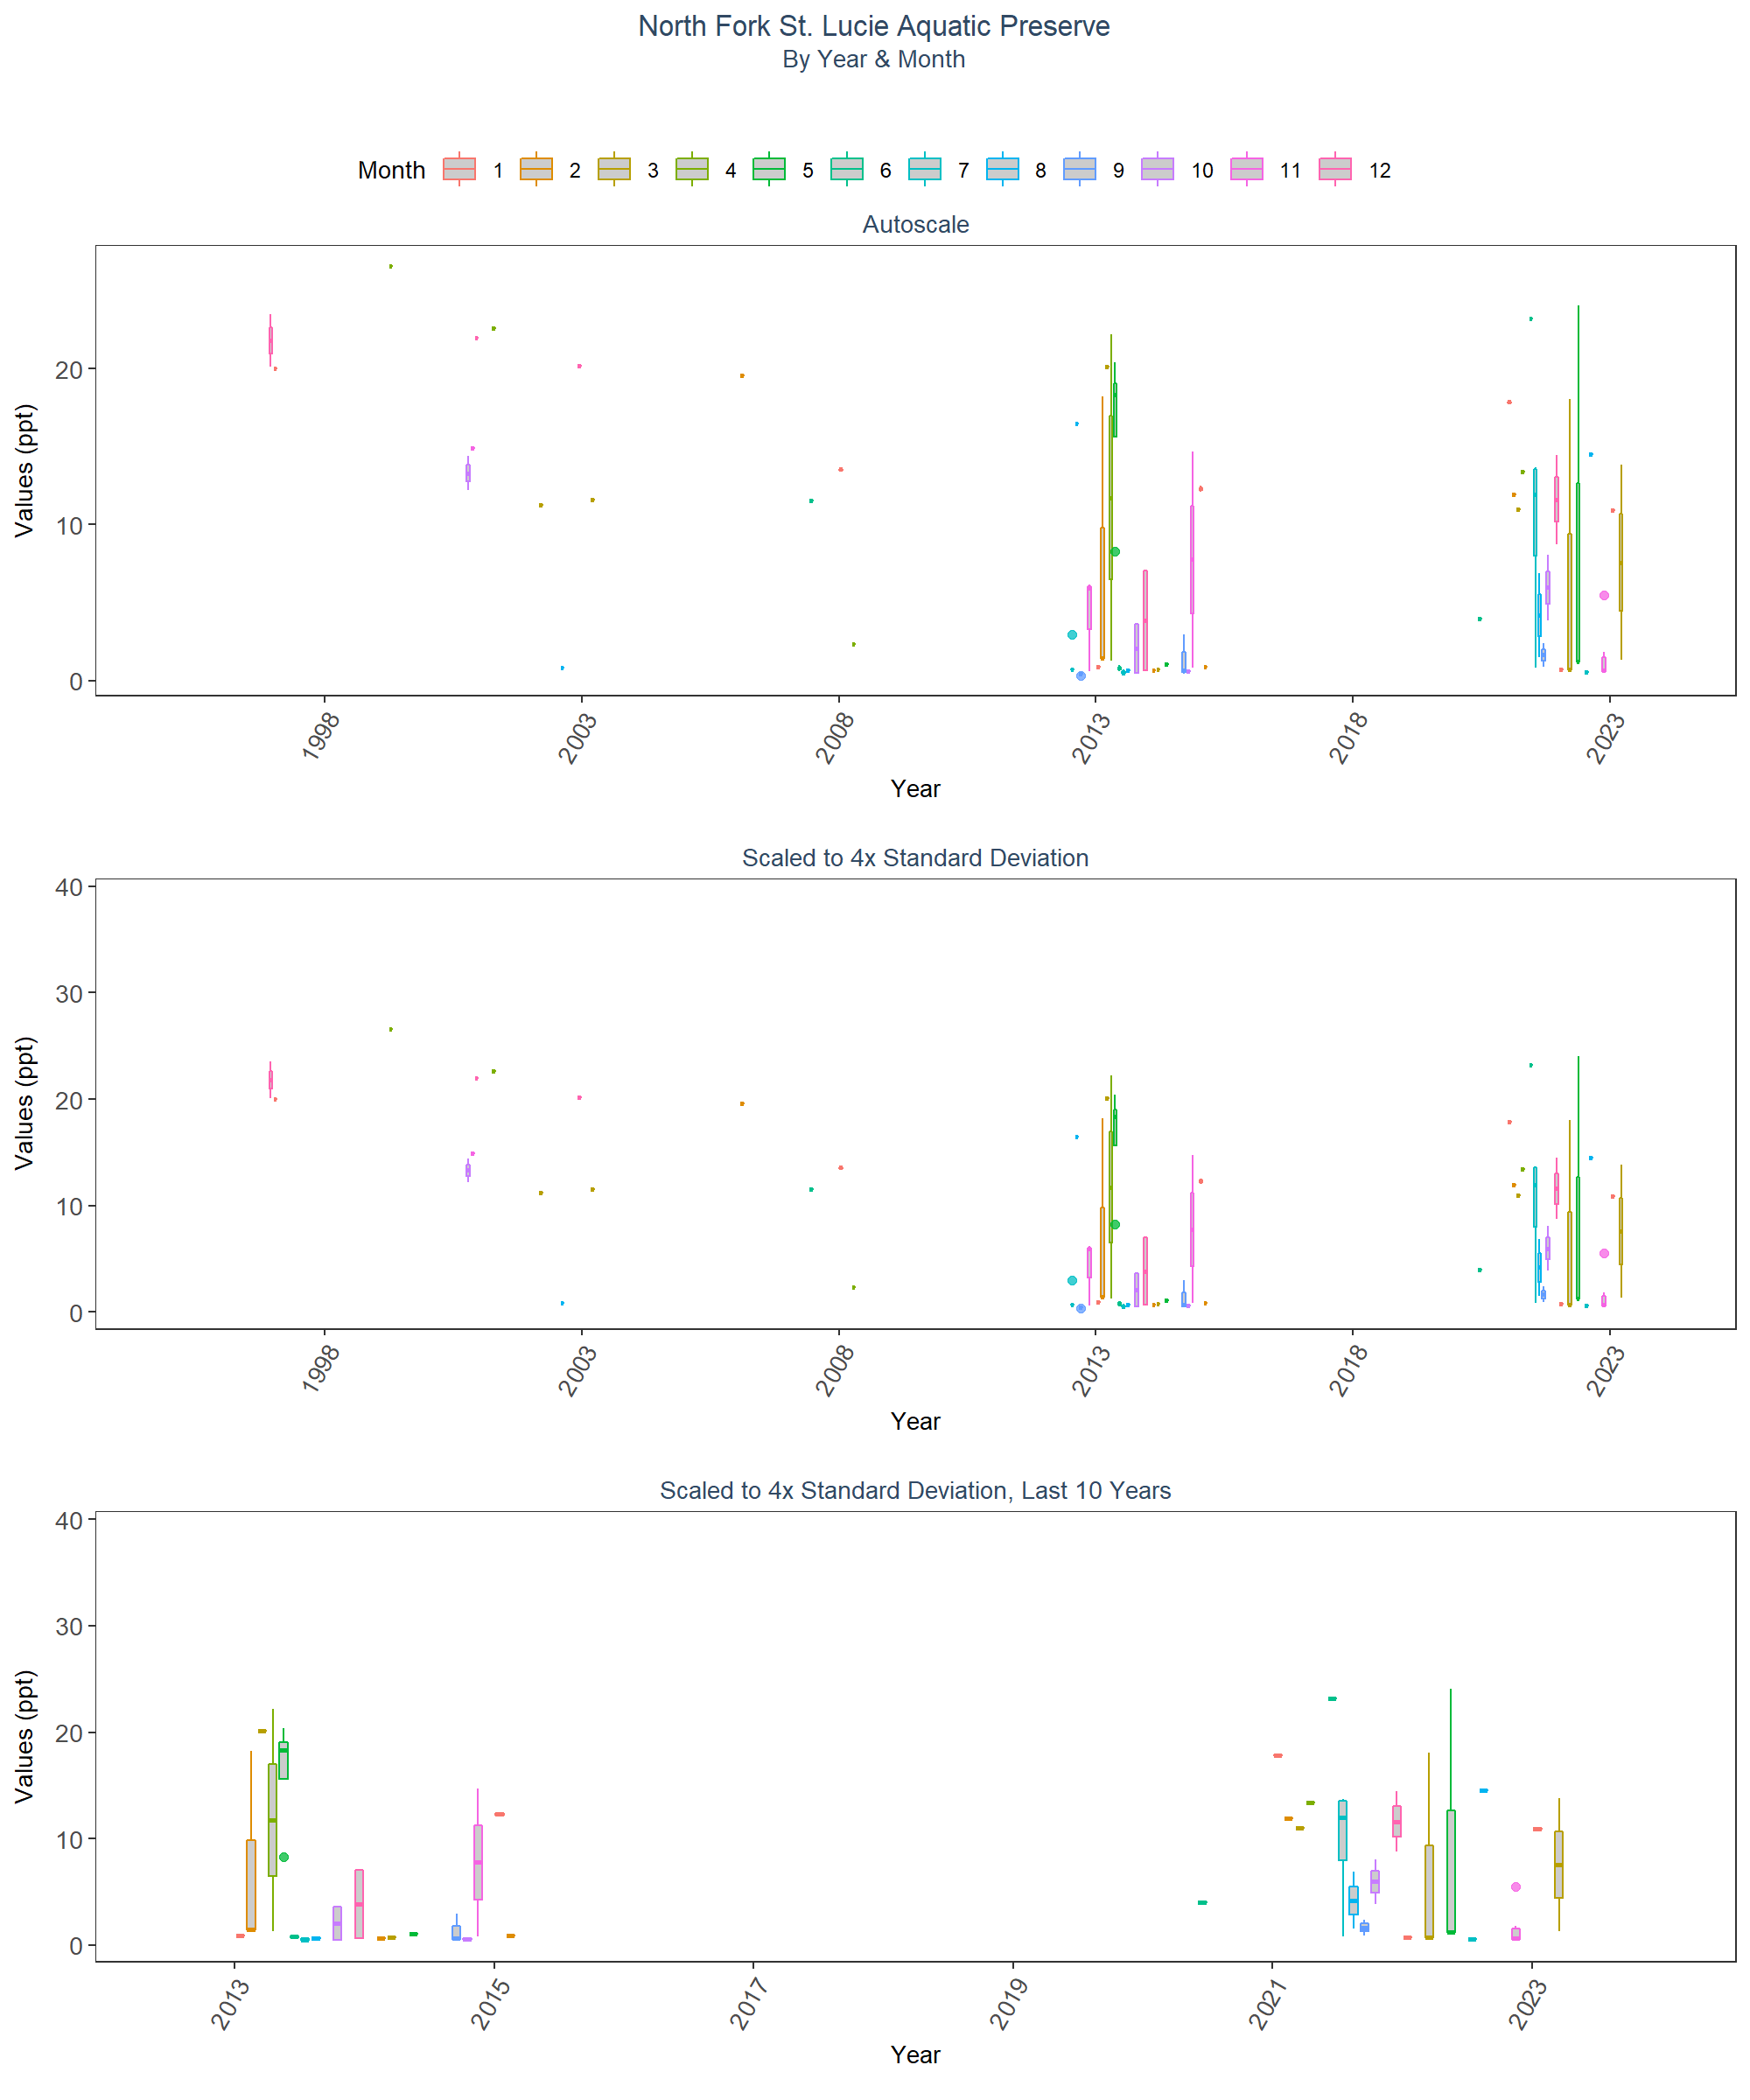 North Fork St. Lucie Aquatic Preserve
By Year & Month
Month 1 2 3 4 5 6 7 8 9 10 11 12
Autoscale
Values (ppt)
20
10
0
1998 2003 2008 2013 2018 2023
Year
Scaled to 4x Standard Deviation
Values (ppt)
40
30
20
10
0
1998 2003 2008 2013 2018 2023
Year
Scaled to 4x Standard Deviation, Last 10 Years
Values (ppt)
40
30
20
10
0
2013 2015 2017 2019 2021 2023
Year